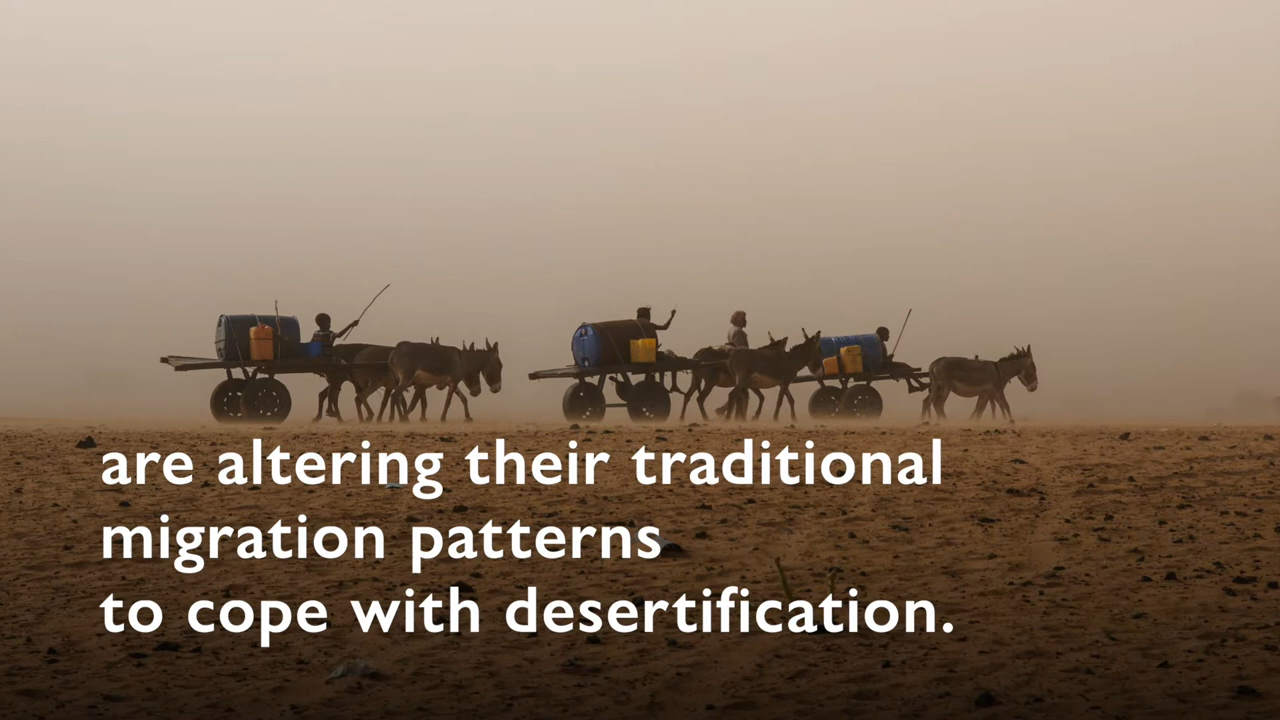 are altering their traditional
migration patterns
to cope with desertification.